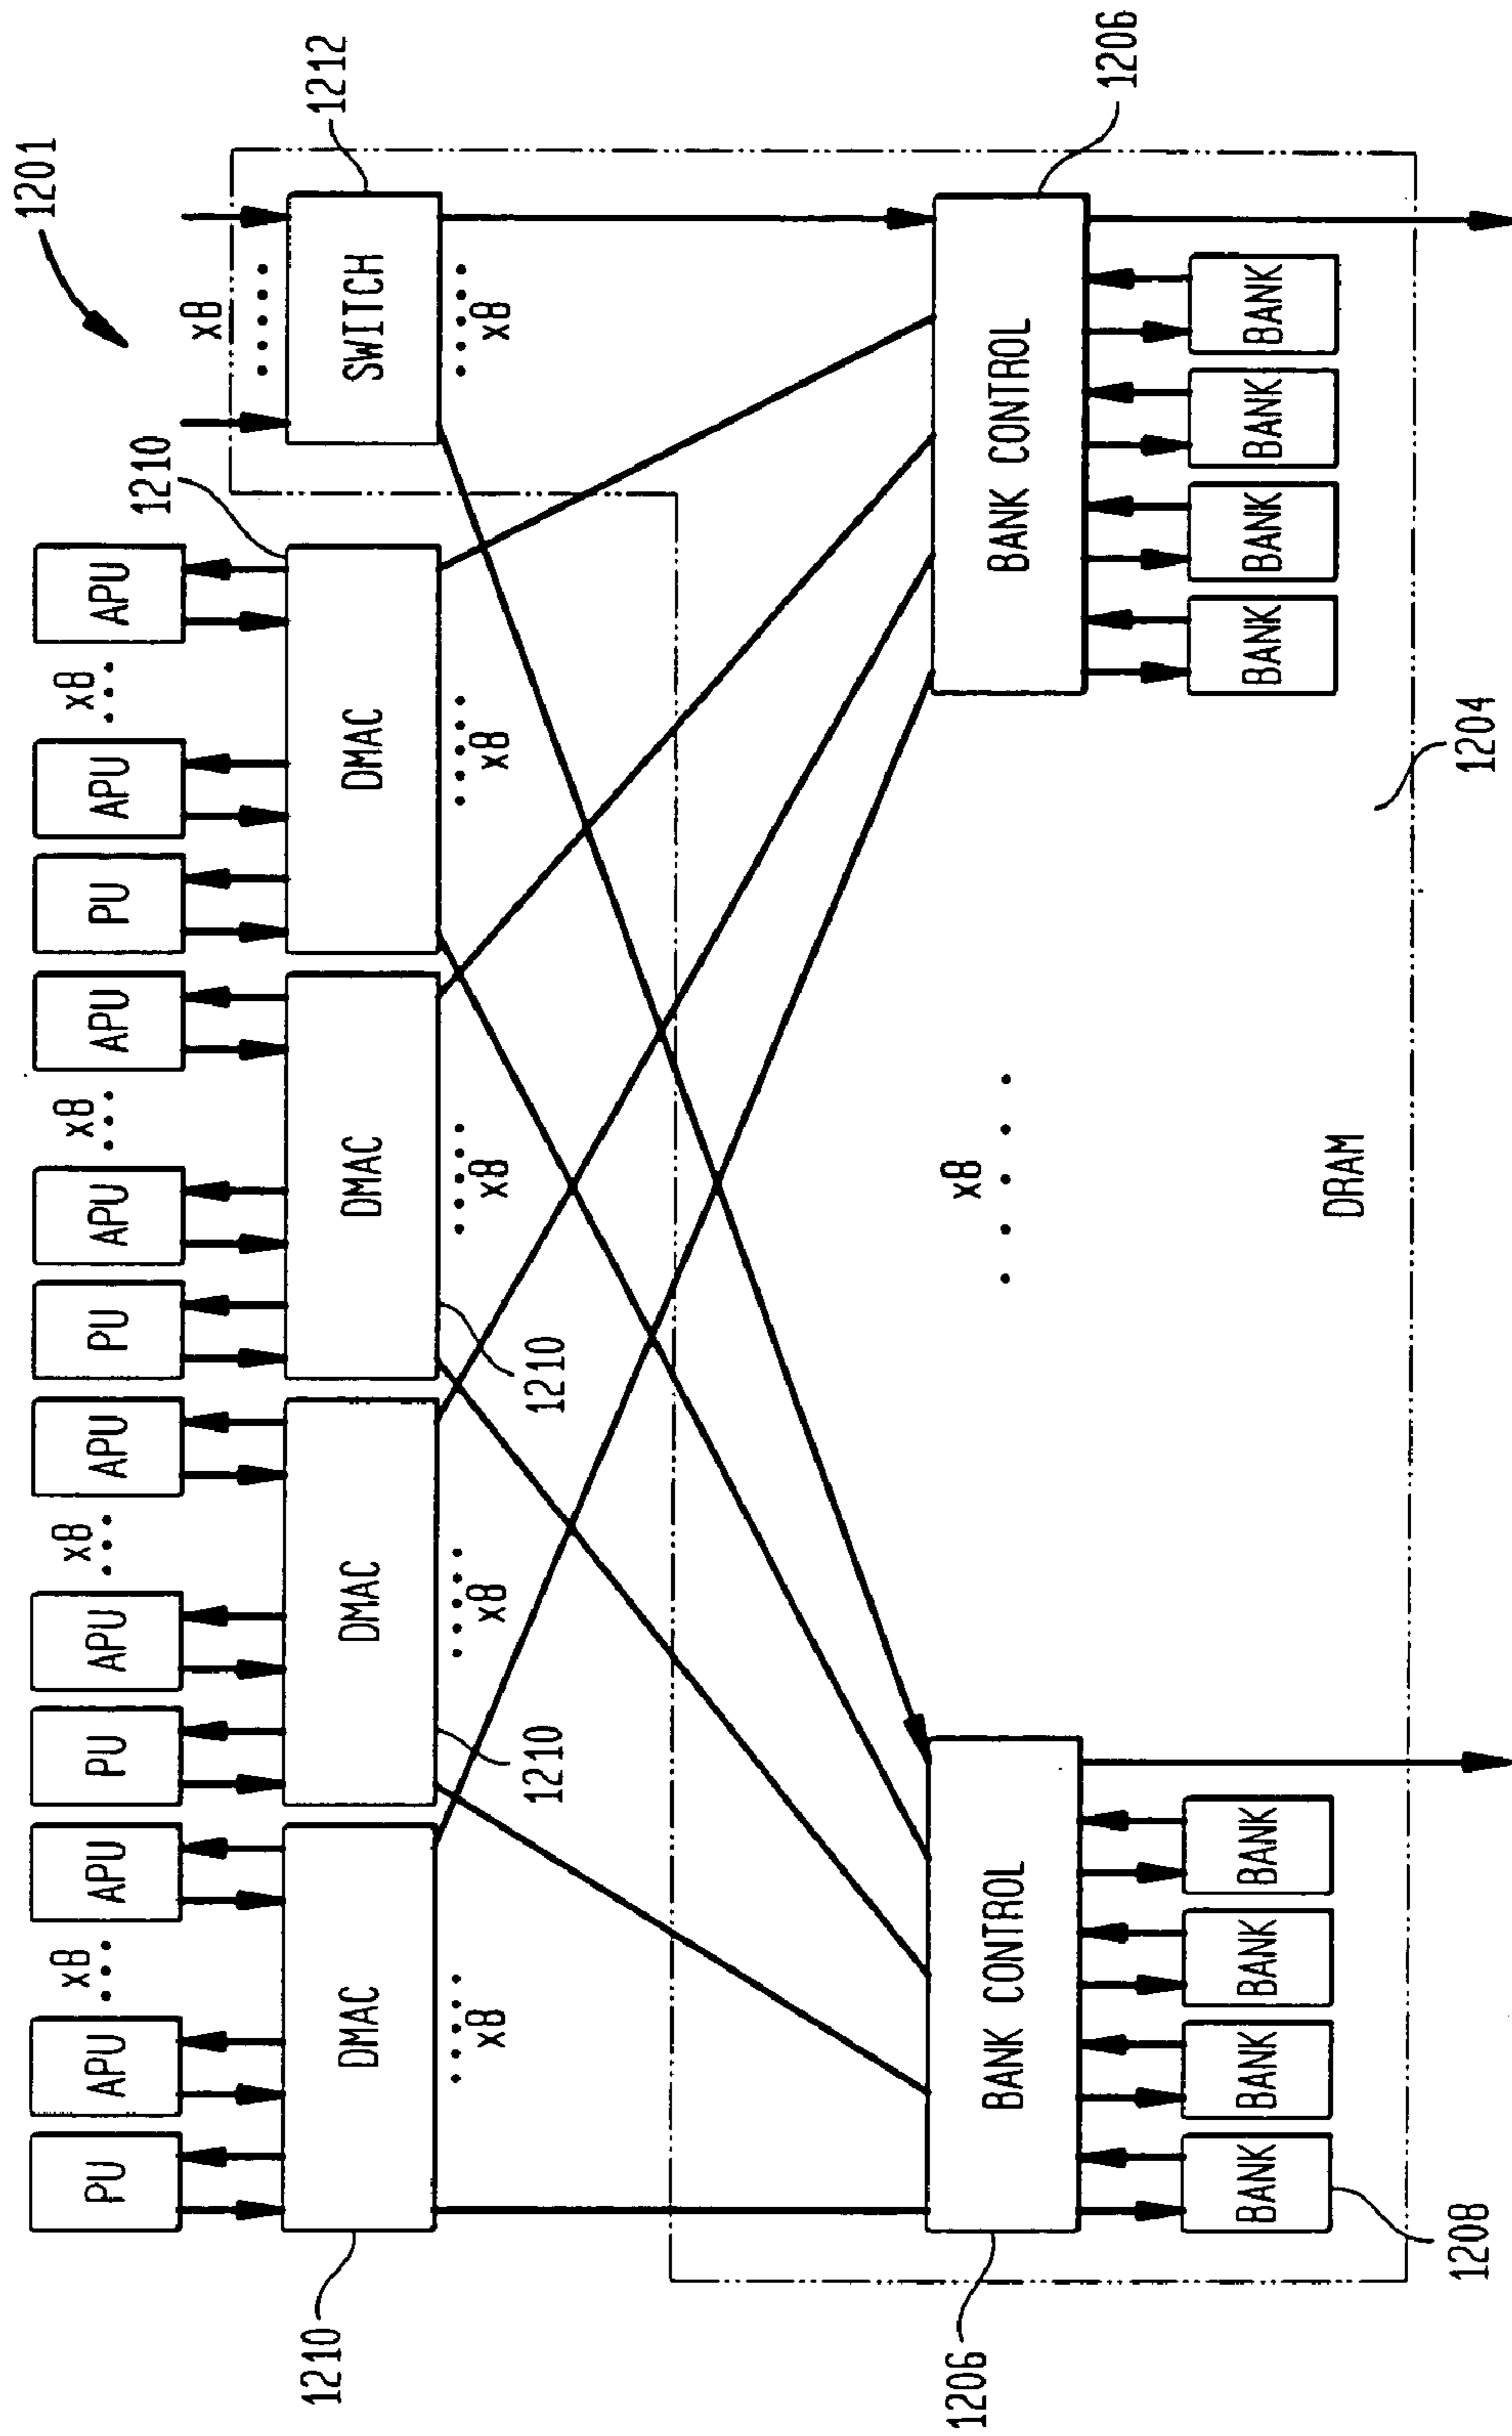 1201
x8
x8
x8
x8
PU
APU
APU
PU
APU
APU
PU
APU
APU
PU
APU
APU
1210
x8
1210
1212
DMAC
DMAC
DMAC
DMAC
SWITCH
x8
x8
x8
x8
x8
1210
1210
x8
1206
BANK CONTROL
BANK CONTROL
1206
BANK
BANK
BANK
BANK
BANK
BANK
BANK
BANK
DRAM
1208
1204